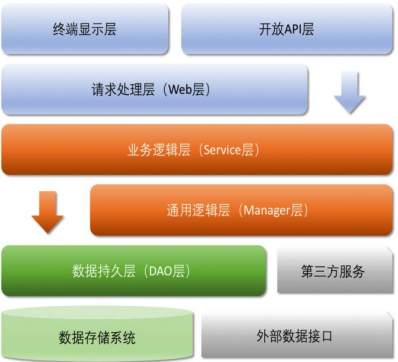 终端显示层
开放API层
请求处理层（Web层）
业务逻辑层（Service层）
通用逻辑层（Manager层）
数据持久层（DAO层）
第三方服务
数据存储系统
外部数据接口